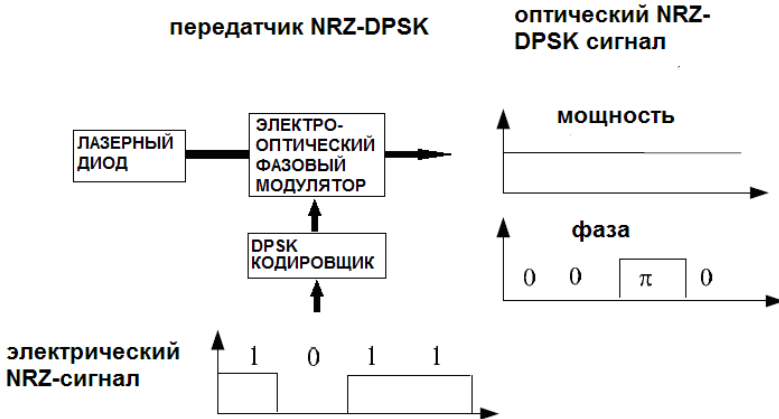 передатчик NRZ-DPSK
оптический NRZ-
DPSK сигнал
ЛАЗЕРНЫЙ
ДИОД
ЭЛЕКТРО-
ОПТИЧЕСКИЙ
ФАЗОВЫЙ
МОДУЛЯТОР
мощность
DPSK
КОДИРОВЩИК
фаза
0 0 π 0
электрический
NRZ-сигнал
1 0 1 1